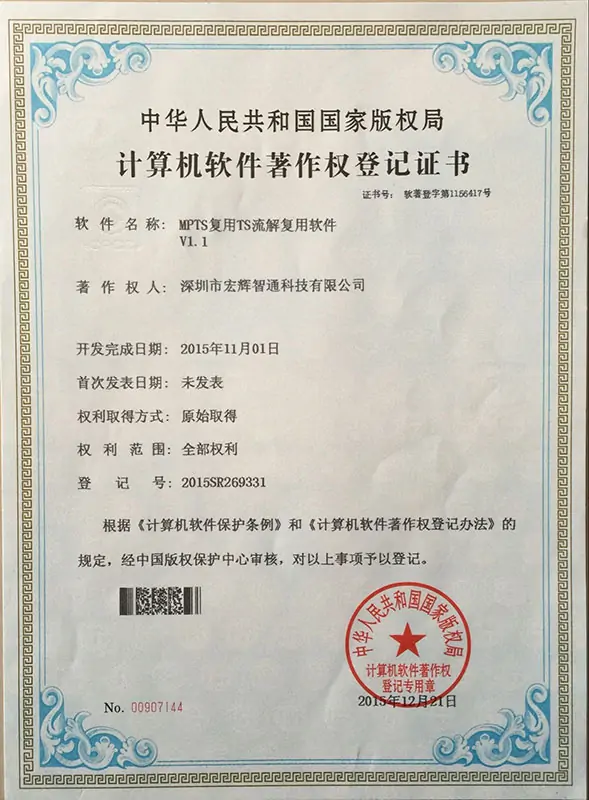 中华人民共和国国家版权局
计算机软件著作权登记证书
证书号： 软著登字第1156417号
软件名称： MPTS复用TS流解复用软件
V1.1
著作权人： 深圳市宏辉智通科技有限公司
开发完成日期： 2015年11月01日
首次发表日期： 未发表
权利取得方式： 原始取得
权利范围： 全部权利
登记号： 2015SR269331
根据《计算机软件保护条例》和《计算机软件著作权登记办法》的
规定，经中国版权保护中心审核，对以上事项予以登记。
中华人民共和国国家版权局
计算机软件著作权
登记专用章
No. 00907144
2015年12月21日